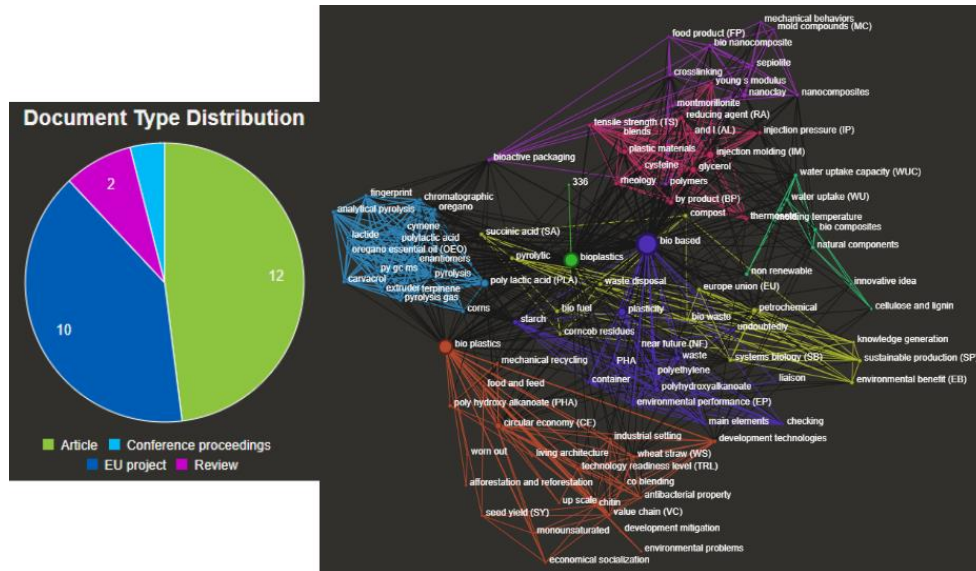 Document Type Distribution
2
12
10
Article
Conference proceedings
EU project
Review
mechanical behaviors
mold compounds (MC)
food product (FP)
bio nanocomposite
sepiolite
crosslinking
young s modulus
nanoclay
nanocomposites
montmorillonite
reducing agent (RA)
tensile strength (TS)
blends
and l (AL)
injection pressure (IP)
plastic materials
injection molding (IM)
bioactive packaging
cysteine
glycerol
water uptake capacity (WUC)
336
rheology
polymers
fingerprint
chromatographic
by product (BP)
water uptake (WU)
oregano
analytical pyrolysis
compost
thermoset
melting temperature
cymene
bio composites
lactide
polylactic acid
succinic acid (SA)
bio based
oregano essential oil (OEO)
natural components
enantiomers
pyrolytic
bioplastics
py gc ms
pyrolysis
non renewable
carvacrol
poly lactic acid (PLA)
waste disposal
innovative idea
extruder
terpinene
europe union (EU)
pyrolysis gas
bio fuel
petrochemical
corns
plasticity
cellulose and lignin
starch
bio waste
undoubtedly
corncob residues
knowledge generation
bio plastics
near future (NF)
mechanical recycling
PHA
waste
systems biology (SB)
sustainable production (SP)
polyethylene
food and feed
container
polyhydroxyalkanoate
liaison
environmental benefit (EB)
poly hydroxy alkanoate (PHA)
environmental performance (EP)
circular economy (CE)
main elements
checking
industrial setting
development technologies
worn out
living architecture
wheat straw (WS)
technology readiness level (TRL)
afforestation and reforestation
co blending
up scale
chitin
antibacterial property
seed yield (SY)
value chain (VC)
monounsaturated
development mitigation
environmental problems
economical socialization